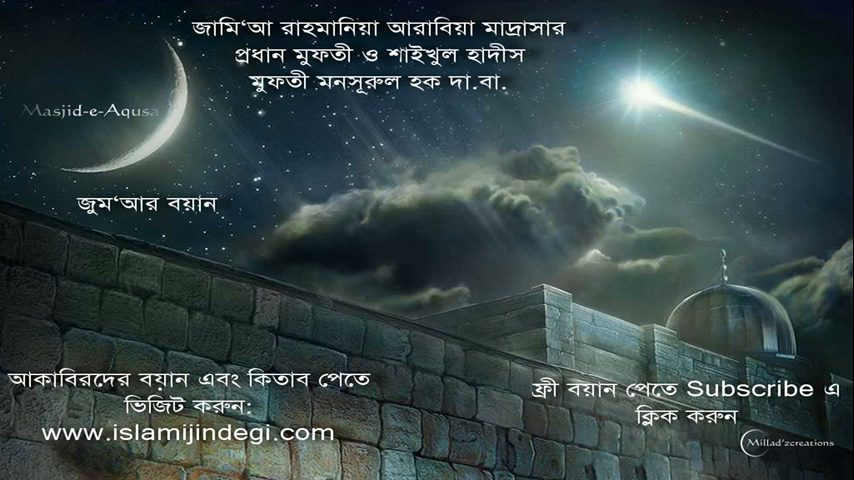 জামি‘আ রাহমানিয়া আরাবিয়া মাদ্রাসার
প্রধান মুফতী ও শাইখুল হাদীস
মুফতী মনসূরুল হক দা.বা.
Masjid-e-Aqusa
জুম‘আর বয়ান
আকাবিরদের বয়ান এবং কিতাব পেতে
ভিজিট করুন:
www.islamijindegi.com
ফ্রী বয়ান পেতে Subscribe এ
ক্লিক করুন
Millad'zcreations